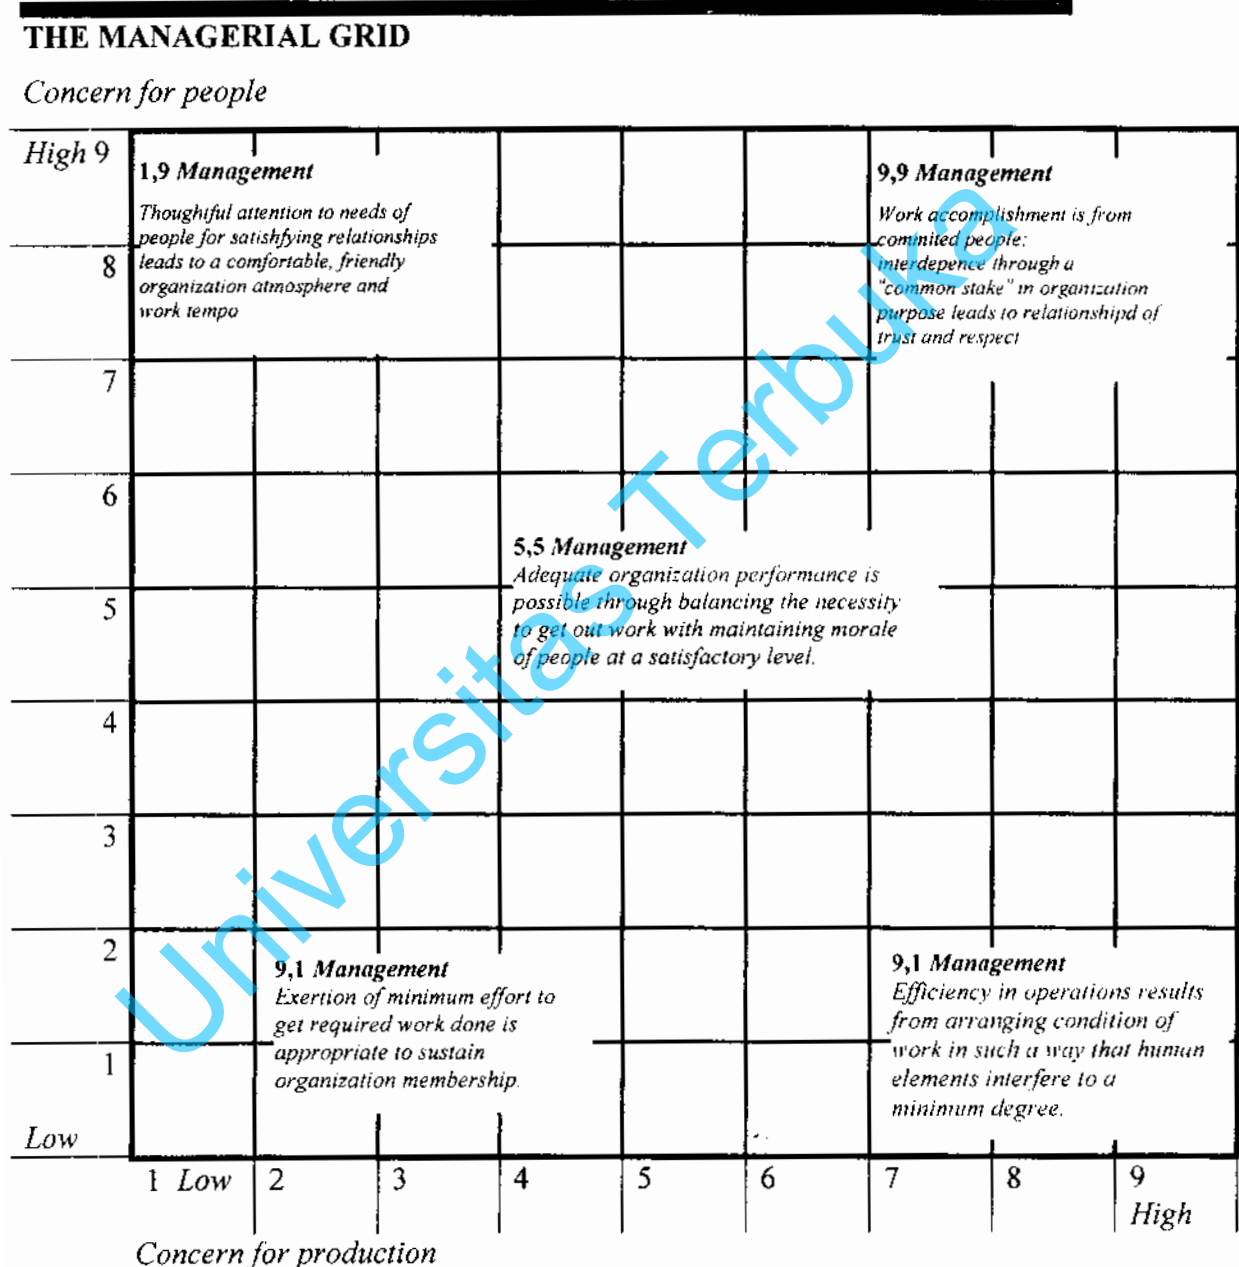 THE MANAGERIAL GRID
Concern for people
High 9
1,9 Management
Thoughtful attention to needs of
people for satishfying relationships
leads to a comfortable, friendly
organization atmosphere and
work tempo
9,9 Management
Work accomplishment is from
commited people:
interdepence through a
"common stake" in organization
purpose leads to relationshipd of
trust and respect
8
7
6
5,5 Management
Adequate organization performance is
possible through balancing the necessity
to get out work with maintaining morale
of people at a satisfactory level.
5
4
3
2
9,1 Management
Exertion of minimum effort to
get required work done is
appropriate to sustain
organization membership.
9,1 Management
Efficiency in operations results
from arranging condition of
work in such a way that human
elements interfere to a
minimum degree.
1
Low
1 Low 2 3 4 5 6 7 8 9
High
Concern for production
Universitas Terbuka